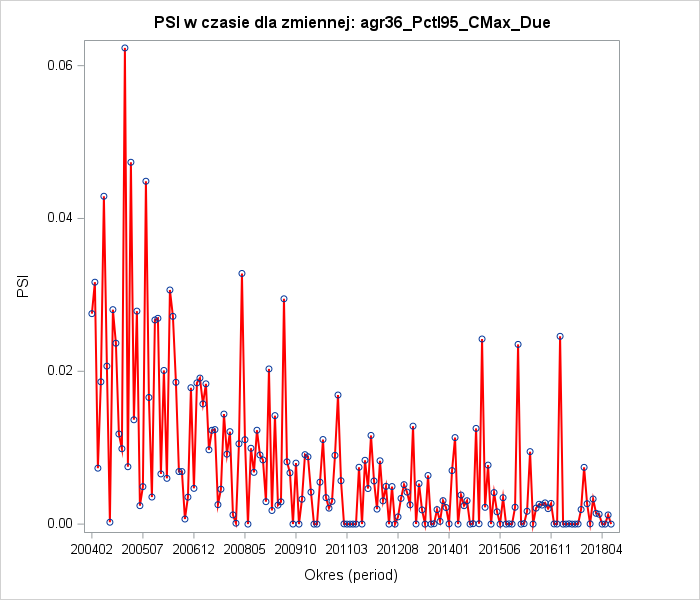 PSI w czasie dla zmiennej: agr36_Pctl95_CMax_Due
0.06
0.04
0.02
0.00
PSI
200402 200507 200612 200805 200910 201103 201208 201401 201506 201611 201804
Okres (period)